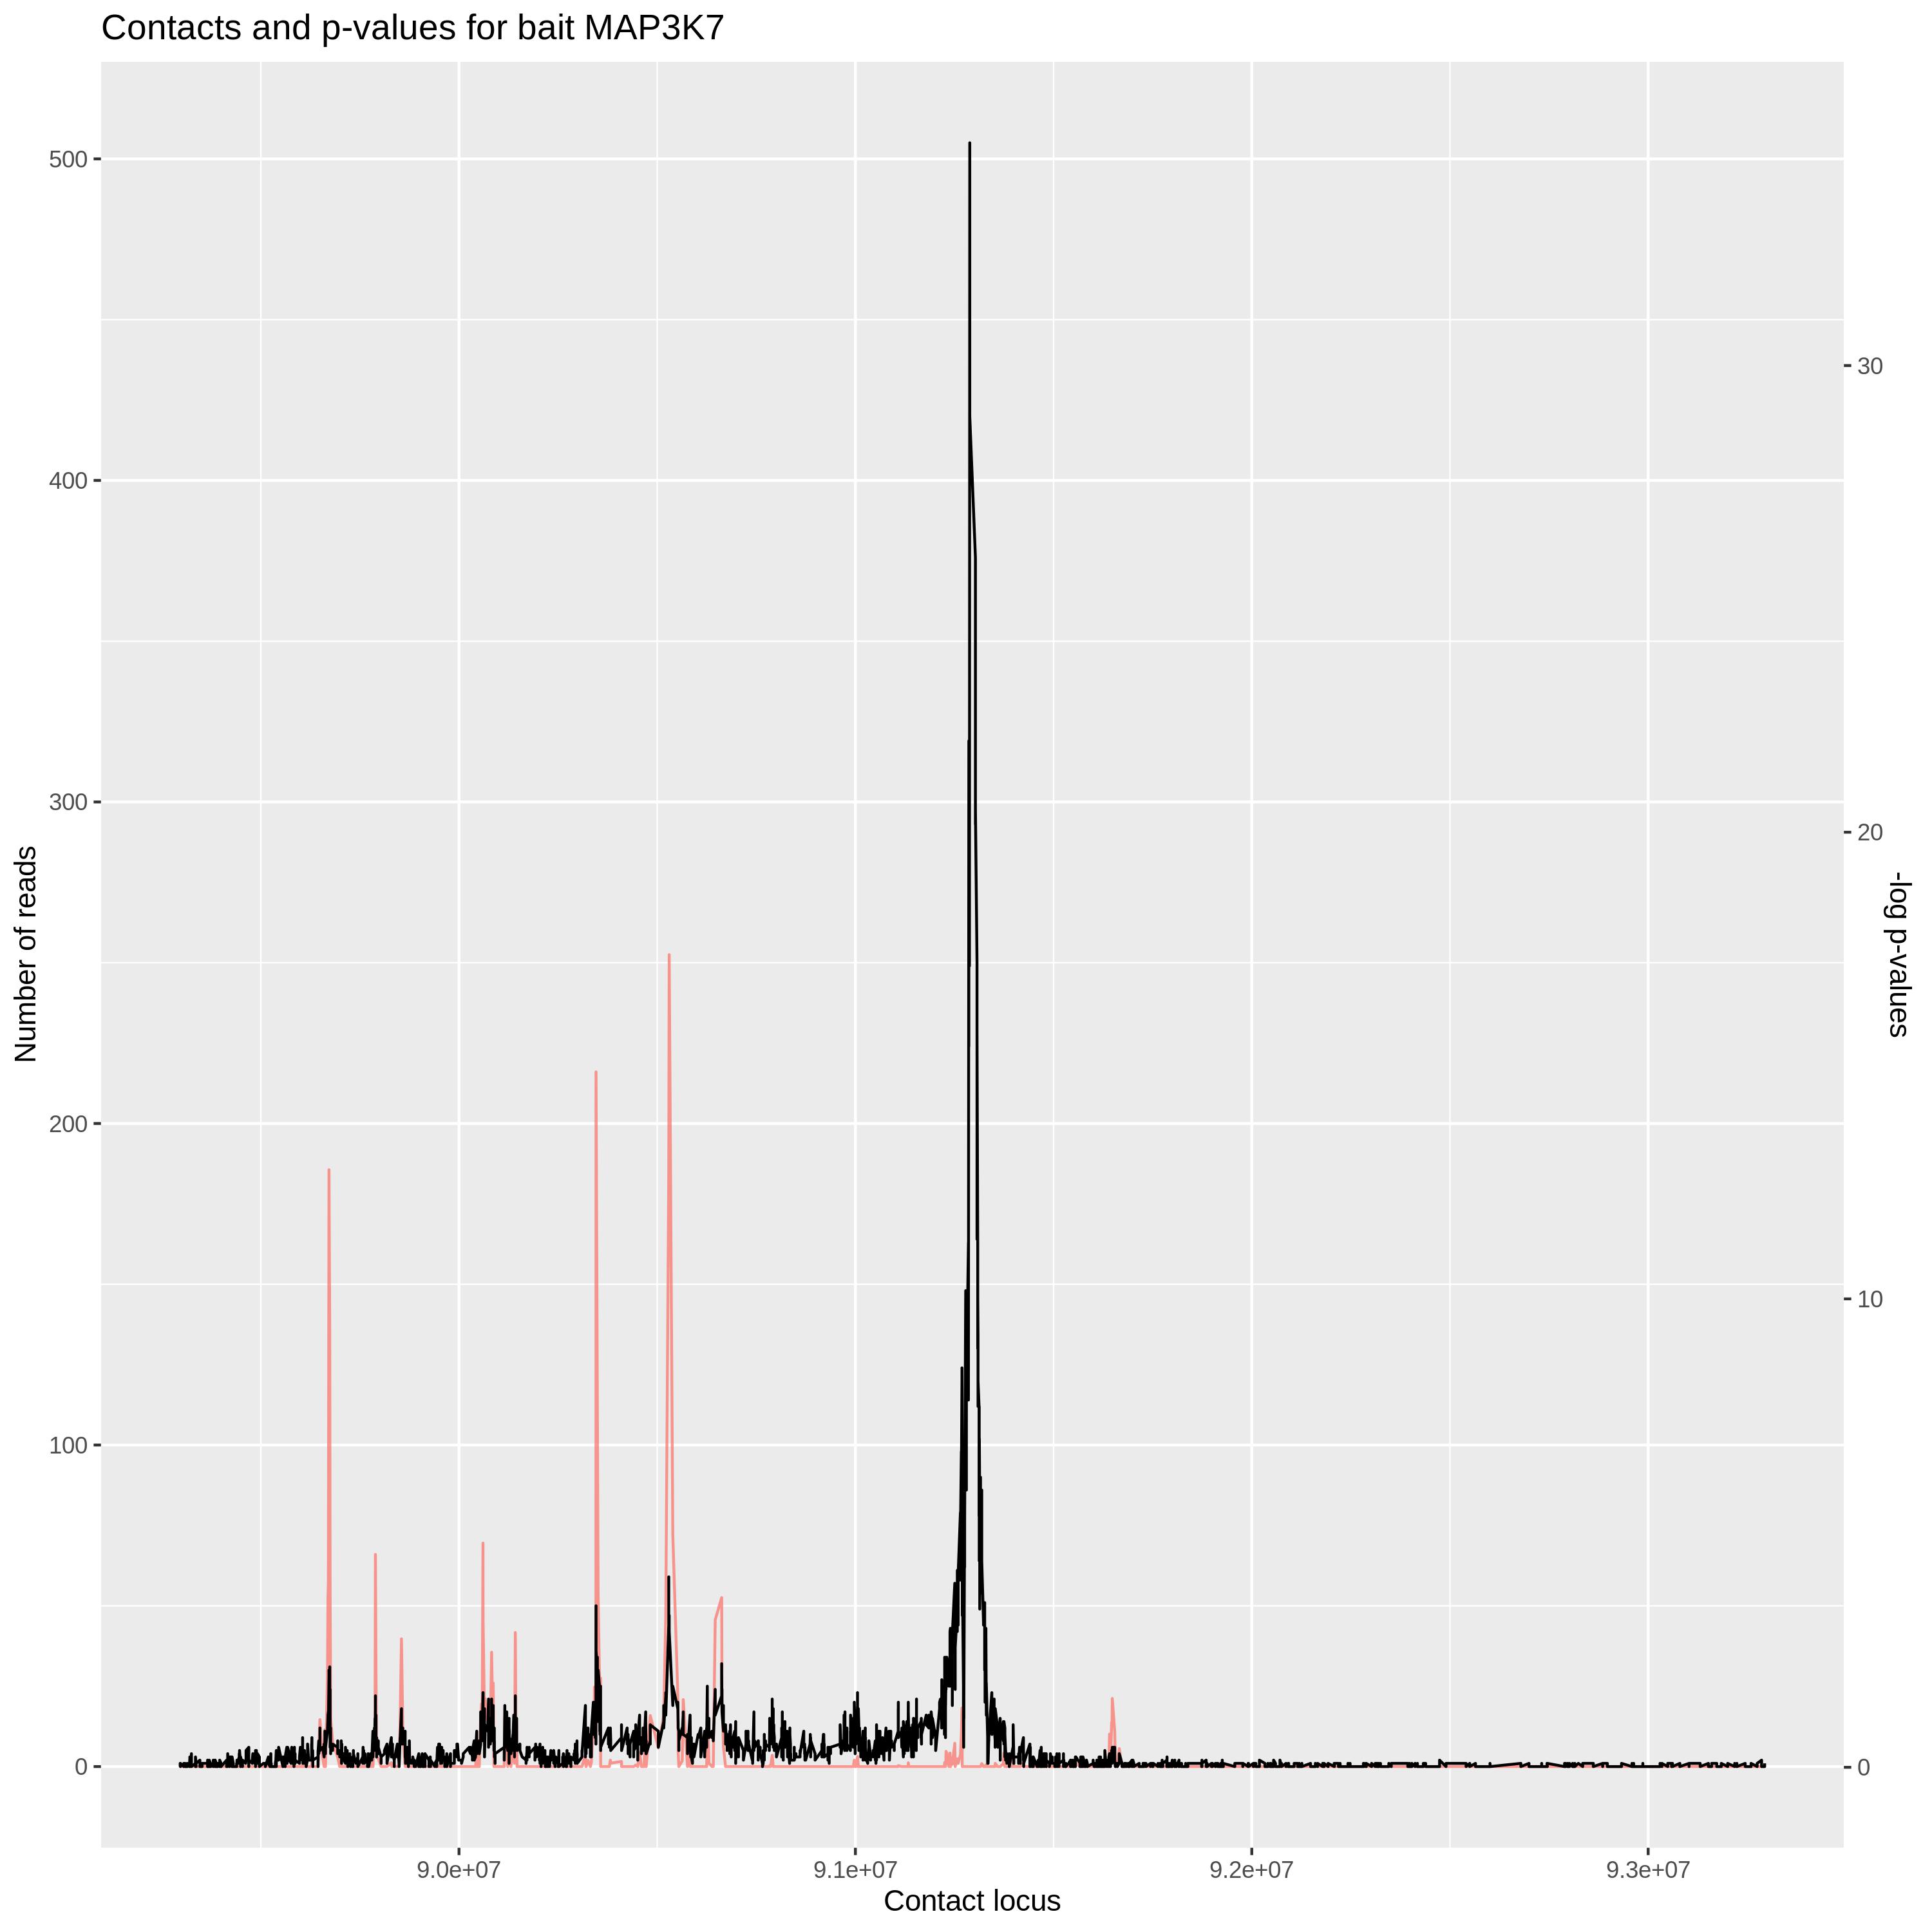 Contacts and p-values for bait MAP3K7
500
400
300
200
100
0
Number of reads
30
20
10
0
-log p-values
9.0e+07
9.1e+07
9.2e+07
9.3e+07
Contact locus